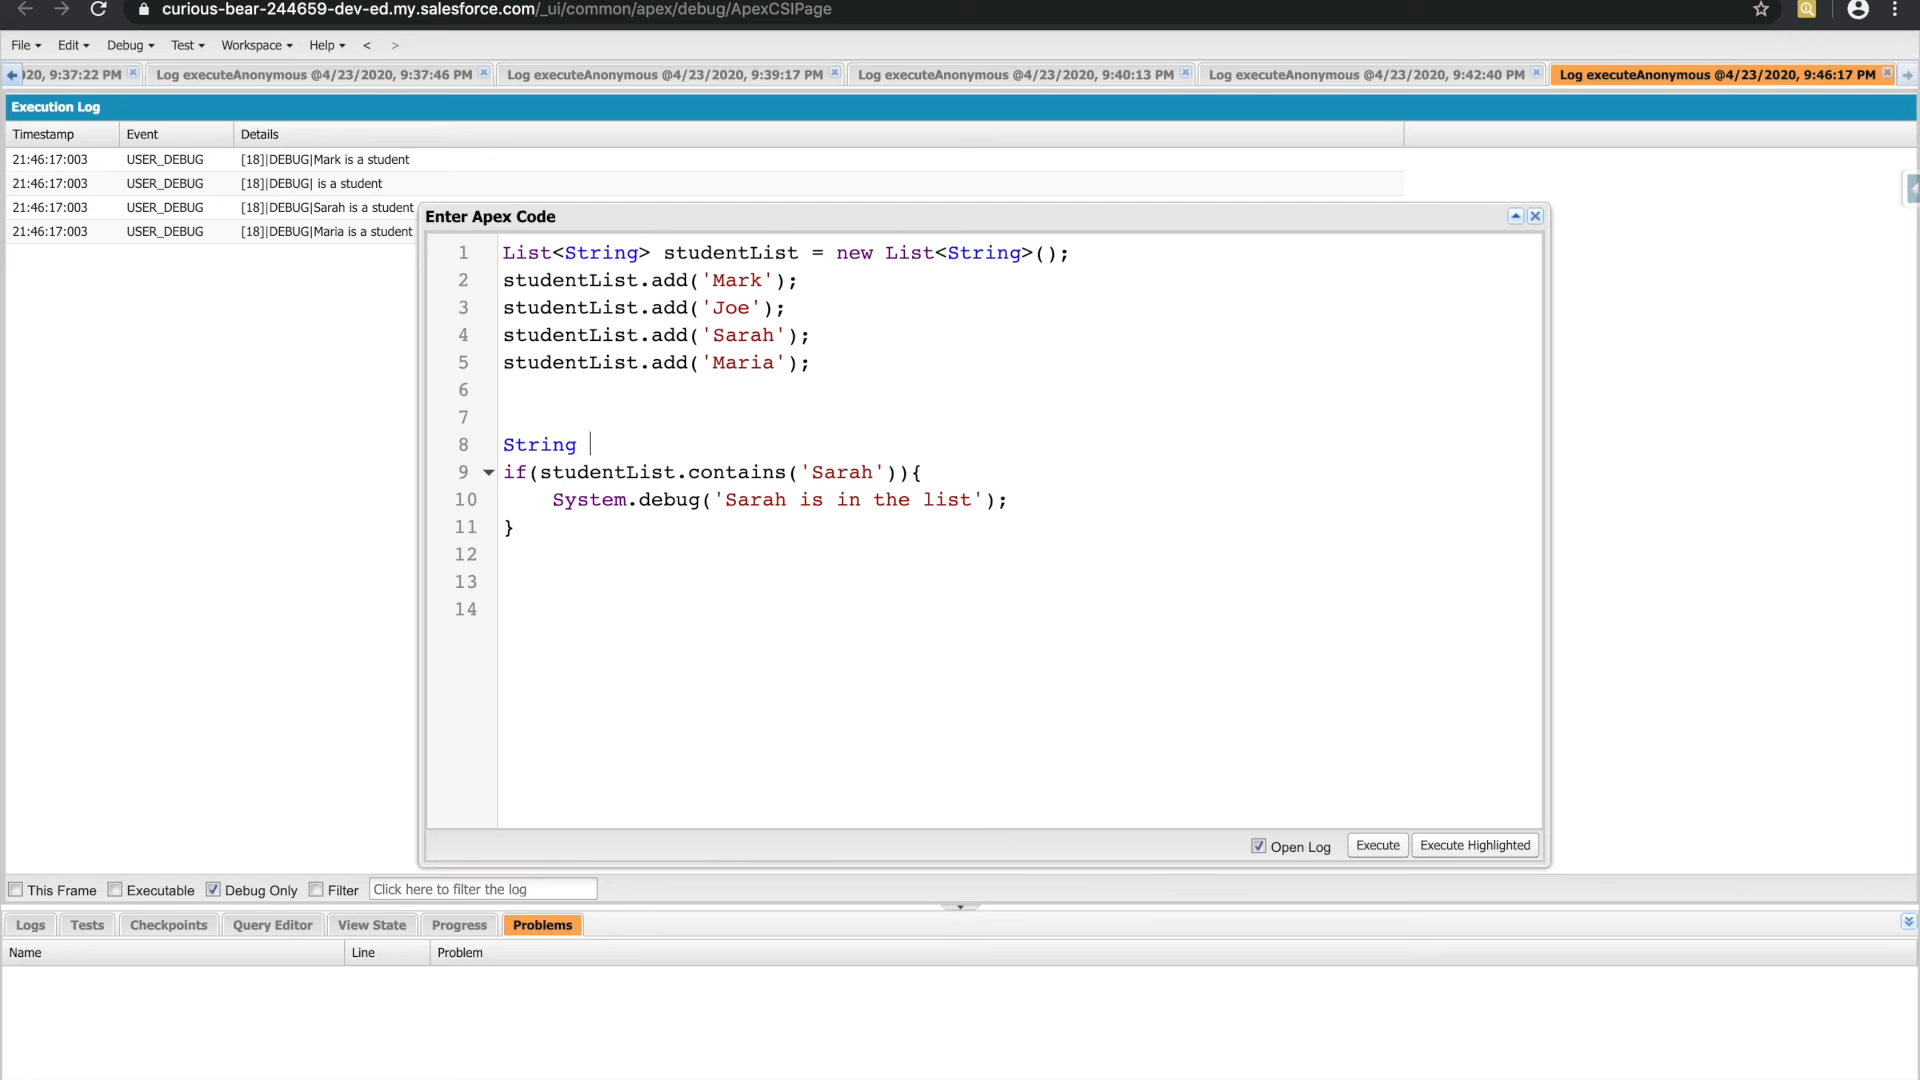 curious-bear-244659-dev-ed.my.salesforce.com/_ui/common/apex/debug/ApexCSIPage
File Edit Debug Test Workspace Help < >
20, 9:37:22 PM Log executeAnonymous @4/23/2020, 9:37:46 PM Log executeAnonymous @4/23/2020, 9:39:17 PM Log executeAnonymous @4/23/2020, 9:40:13 PM Log executeAnonymous @4/23/2020, 9:42:40 PM Log executeAnonymous @4/23/2020, 9:46:17 PM
Execution Log
Timestamp Event Details
21:46:17:003 USER_DEBUG [18]|DEBUG|Mark is a student
21:46:17:003 USER_DEBUG [18]|DEBUG| is a student
21:46:17:003 USER_DEBUG [18]|DEBUG|Sarah is a student
21:46:17:003 USER_DEBUG [18]|DEBUG|Maria is a student
Enter Apex Code
1 List<String> studentList = new List<String>();
2 studentList.add('Mark');
3 studentList.add('Joe');
4 studentList.add('Sarah');
5 studentList.add('Maria');
6
7
8 String
9 if(studentList.contains('Sarah')){
10 System.debug('Sarah is in the list');
11 }
12
13
14
Open Log Execute Execute Highlighted
This Frame Executable Debug Only Filter Click here to filter the log
Logs Tests Checkpoints Query Editor View State Progress Problems
Name Line Problem